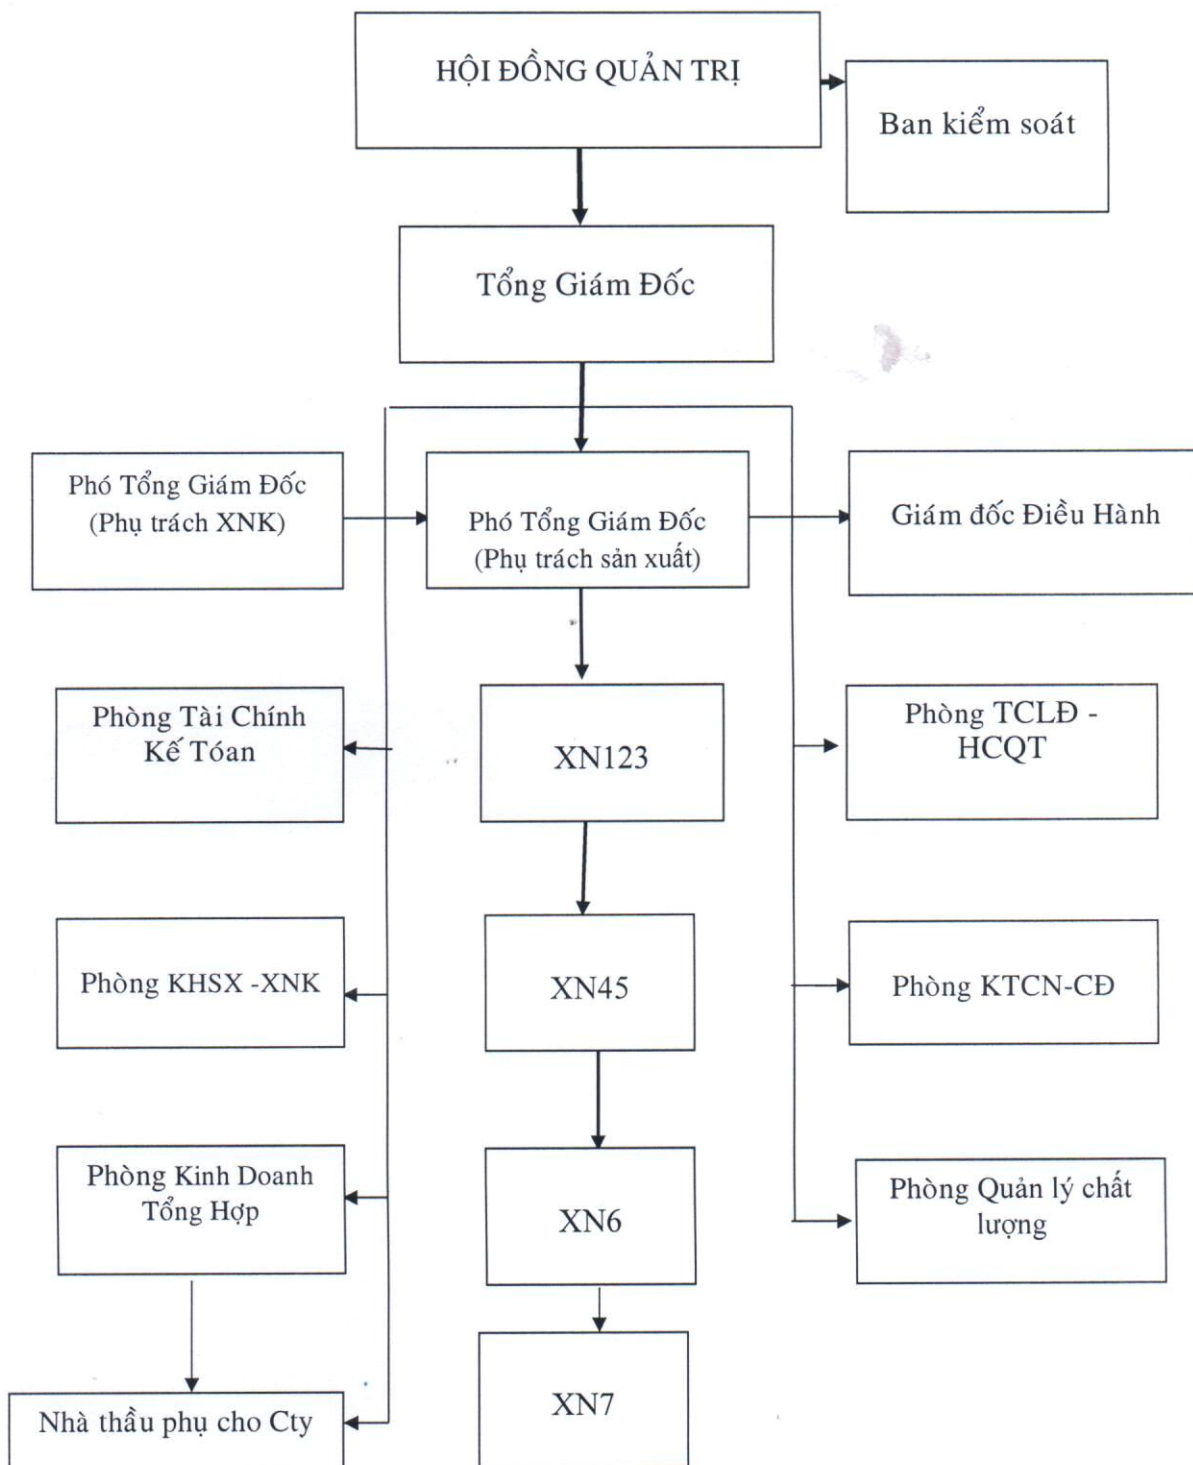 HỘI ĐỒNG QUẢN TRỊ
Ban kiểm soát
Tổng Giám Đốc
Phó Tổng Giám Đốc
(Phụ trách XNK)
Phó Tổng Giám Đốc
(Phụ trách sản xuất)
Giám đốc Điều Hành
Phòng Tài Chính
Kế Tóan
XN123
Phòng TCLĐ -
HCQT
Phòng KHSX -XNK
XN45
Phòng KTCN-CĐ
Phòng Kinh Doanh
Tổng Hợp
XN6
Phòng Quản lý chất
lượng
Nhà thầu phụ cho Cty
XN7